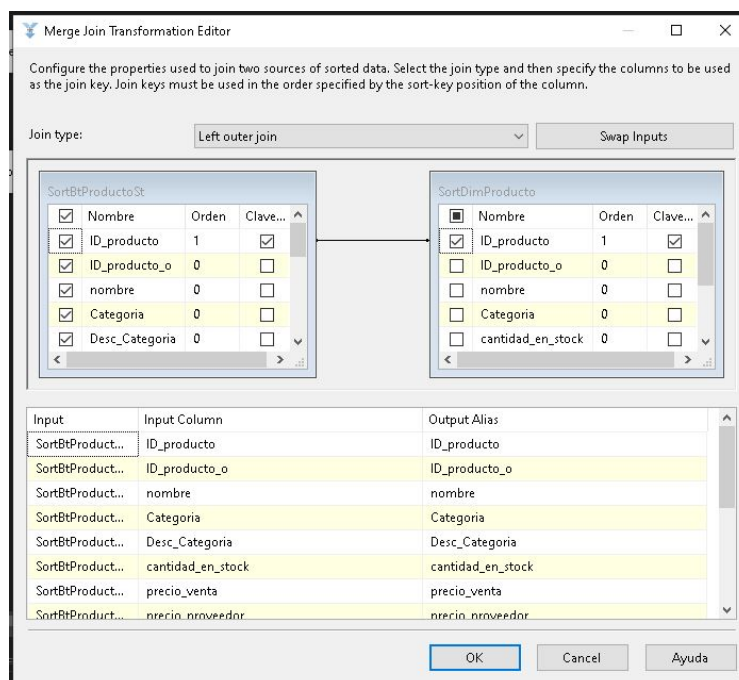 Merge Join Transformation Editor
Configure the properties used to join two sources of sorted data. Select the join type and then specify the columns to be used
as the join key. Join keys must be used in the order specified by the sort-key position of the column.
Join type: Left outer join Swap Inputs
SortBtProductoSt SortDimProducto
Nombre Orden Clave... Nombre Orden Clave...
ID_producto 1 ID_producto 1
ID_producto_o 0 ID_producto_o 0
nombre 0 nombre 0
Categoria 0 Categoria 0
Desc_Categoria 0 cantidad_en_stock 0
Input Input Column Output Alias
SortBtProduct... ID_producto ID_producto
SortBtProduct... ID_producto_o ID_producto_o
SortBtProduct... nombre nombre
SortBtProduct... Categoria Categoria
SortBtProduct... Desc_Categoria Desc_Categoria
SortBtProduct... cantidad_en_stock cantidad_en_stock
SortBtProduct... precio_venta precio_venta
SortBtProduct... precio_proveedor precio_proveedor
OK Cancel Ayuda